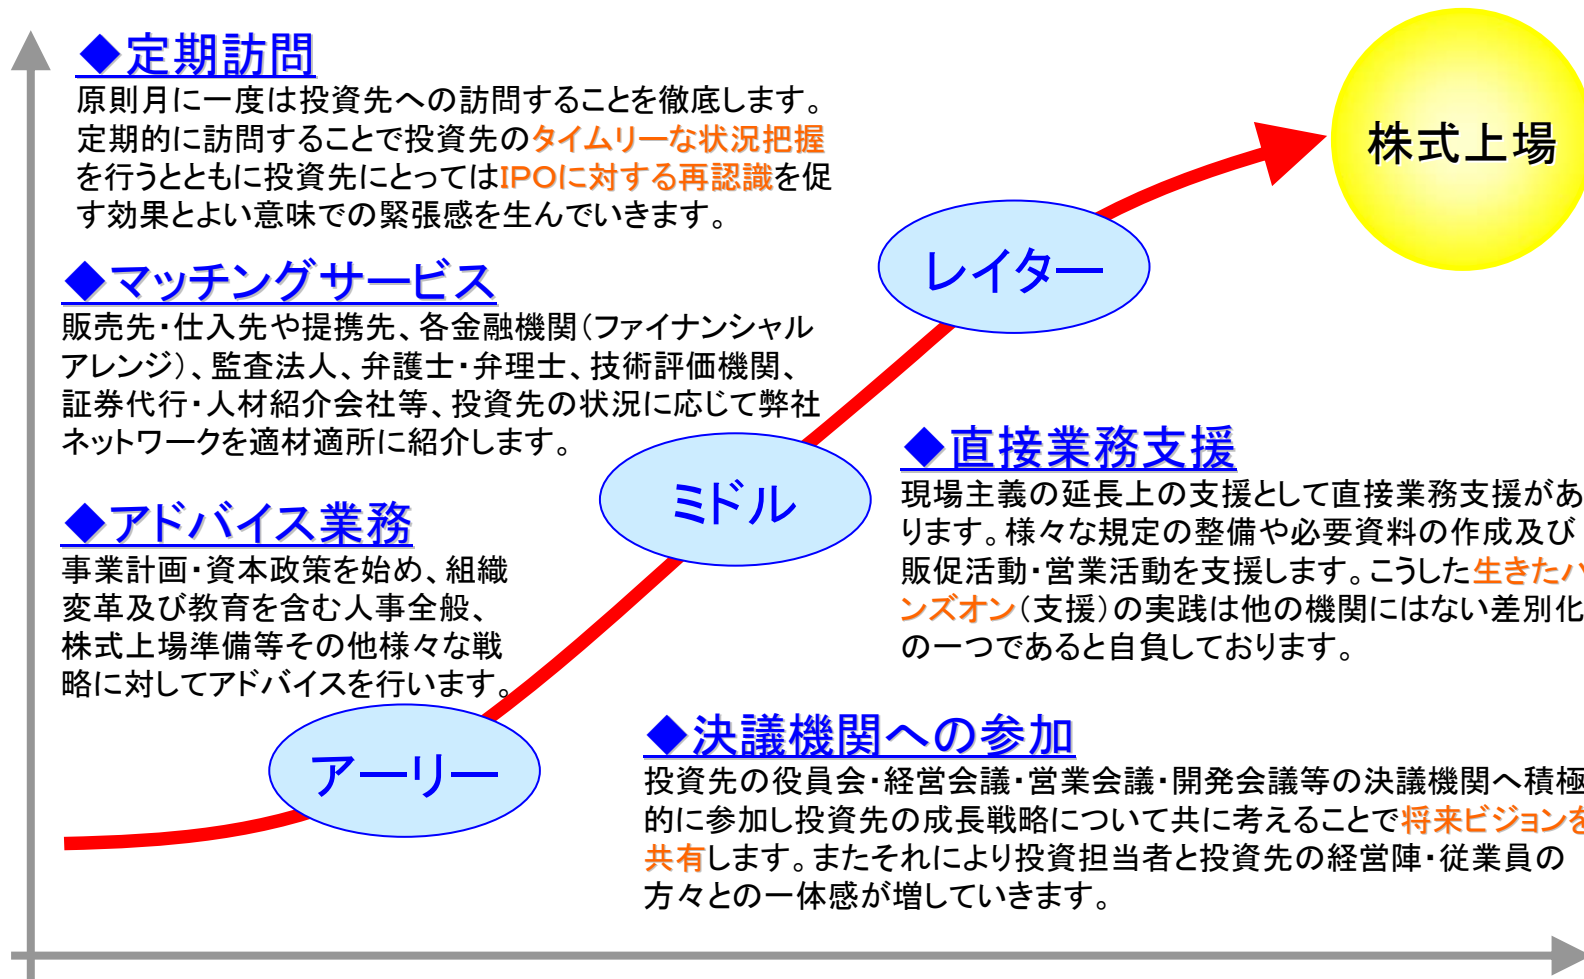 ◆定期訪問
原則月に一度は投資先への訪問することを徹底します。
定期的に訪問することで投資先のタイムリーな状況把握
を行うとともに投資先にとってはIPOに対する再認識を促
す効果とよい意味での緊張感を生んでいきます。
株式上場
レイター
◆マッチングサービス
販売先・仕入先や提携先、各金融機関（ファイナンシャル
アレンジ）、監査法人、弁護士・弁理士、技術評価機関、
証券代行・人材紹介会社等、投資先の状況に応じて弊社
ネットワークを適材適所に紹介します。
ミドル
◆直接業務支援
現場主義の延長上の支援として直接業務支援があ
ります。様々な規定の整備や必要資料の作成及び
販促活動・営業活動を支援します。こうした生きたハ
ンズオン（支援）の実践は他の機関にはない差別化
の一つであると自負しております。
◆アドバイス業務
事業計画・資本政策を始め、組織
変革及び教育を含む人事全般、
株式上場準備等その他様々な戦
略に対してアドバイスを行います。
アーリー
◆決議機関への参加
投資先の役員会・経営会議・営業会議・開発会議等の決議機関へ積極
的に参加し投資先の成長戦略について共に考えることで将来ビジョンを
共有します。またそれにより投資担当者と投資先の経営陣・従業員の
方々との一体感が増していきます。